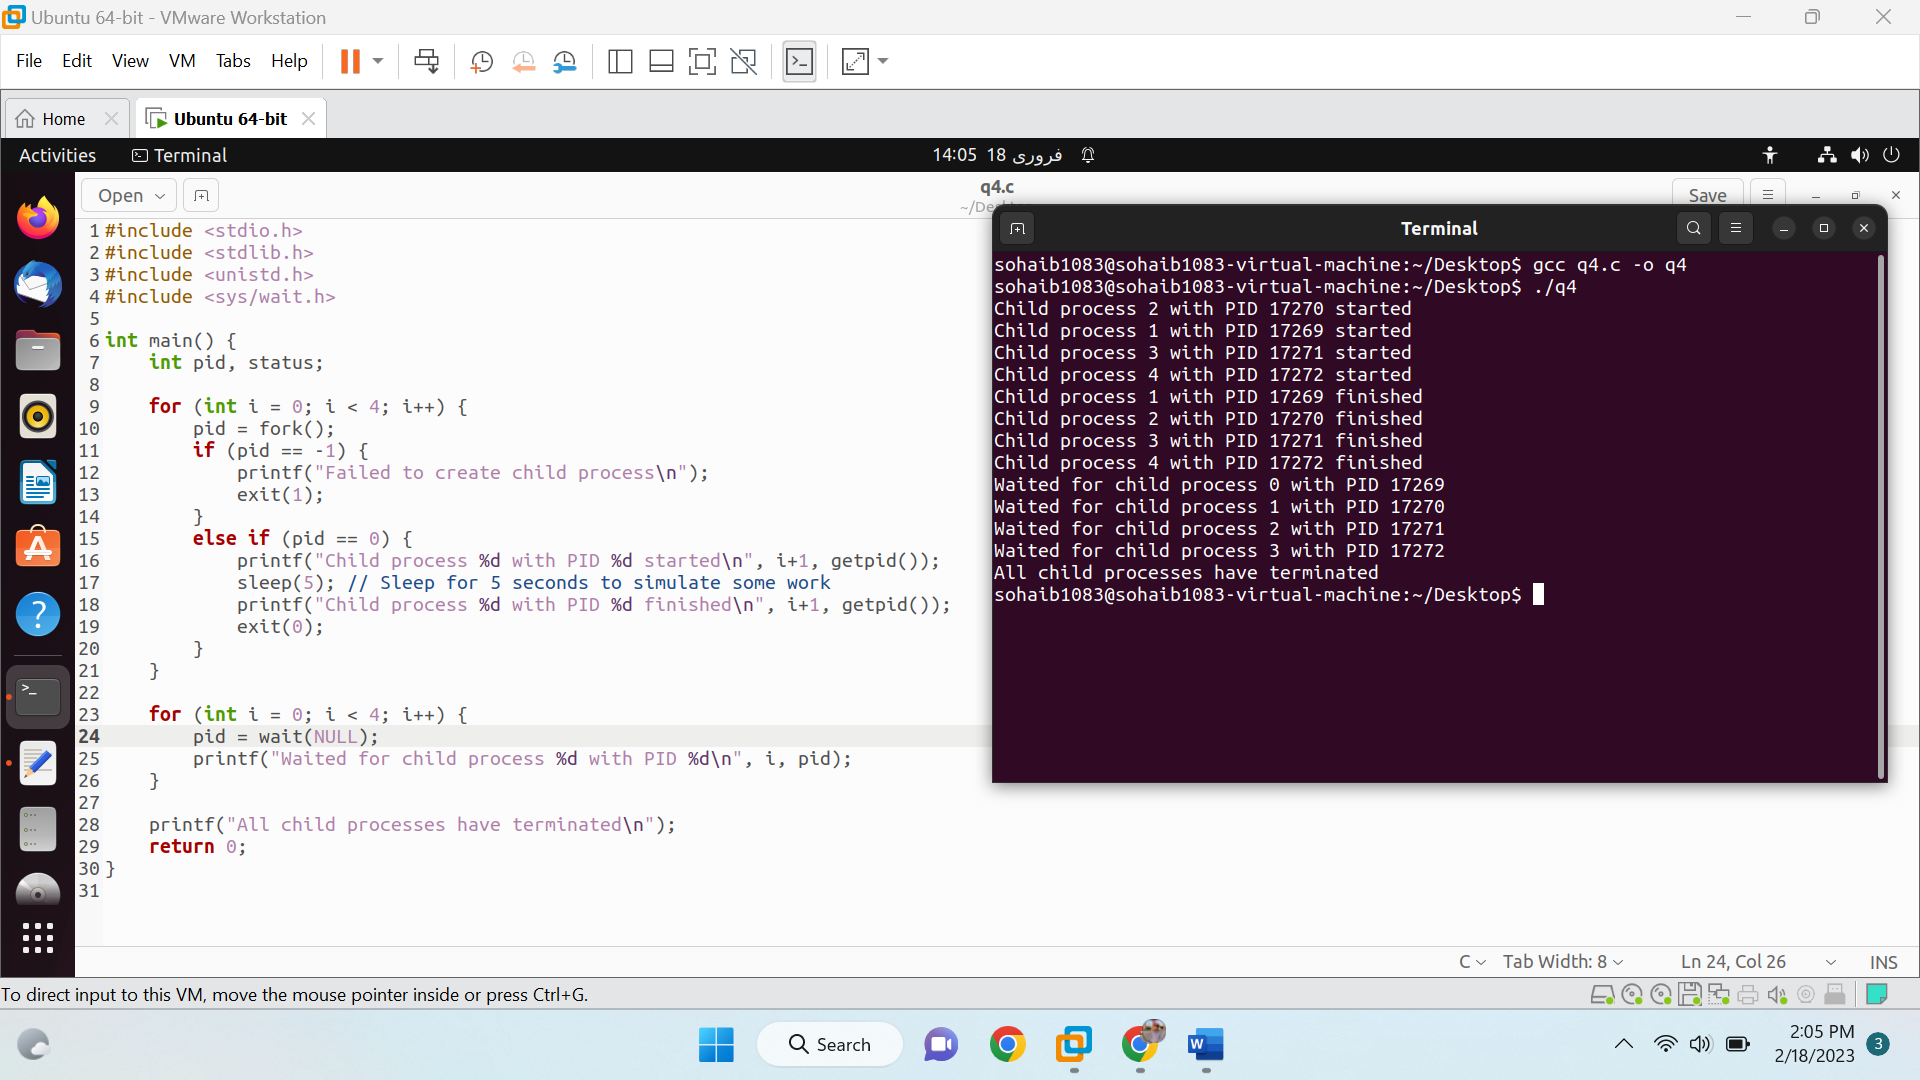 Ubuntu 64-bit - VMware Workstation
File Edit View VM Tabs Help
Home
Ubuntu 64-bit
Activities
Terminal
14:05 18 فروری
Open
q4.c
Save
1 #include <stdio.h>
2 #include <stdlib.h>
3 #include <unistd.h>
4 #include <sys/wait.h>
5
6 int main() {
7     int pid, status;
8
9     for (int i = 0; i < 4; i++) {
10         pid = fork();
11         if (pid == -1) {
12             printf("Failed to create child process\n");
13             exit(1);
14         }
15         else if (pid == 0) {
16             printf("Child process %d with PID %d started\n", i+1, getpid());
17             sleep(5); // Sleep for 5 seconds to simulate some work
18             printf("Child process %d with PID %d finished\n", i+1, getpid());
19             exit(0);
20         }
21     }
22
23     for (int i = 0; i < 4; i++) {
24         pid = wait(NULL);
25         printf("Waited for child process %d with PID %d\n", i, pid);
26     }
27
28     printf("All child processes have terminated\n");
29     return 0;
30 }
31
Terminal
sohaib1083@sohaib1083-virtual-machine:~/Desktop$ gcc q4.c -o q4
sohaib1083@sohaib1083-virtual-machine:~/Desktop$ ./q4
Child process 2 with PID 17270 started
Child process 1 with PID 17269 started
Child process 3 with PID 17271 started
Child process 4 with PID 17272 started
Child process 1 with PID 17269 finished
Child process 2 with PID 17270 finished
Child process 3 with PID 17271 finished
Child process 4 with PID 17272 finished
Waited for child process 0 with PID 17269
Waited for child process 1 with PID 17270
Waited for child process 2 with PID 17271
Waited for child process 3 with PID 17272
All child processes have terminated
sohaib1083@sohaib1083-virtual-machine:~/Desktop$
C Tab Width: 8 Ln 24, Col 26 INS
To direct input to this VM, move the mouse pointer inside or press Ctrl+G.
Search
W
2:05 PM
2/18/2023
3